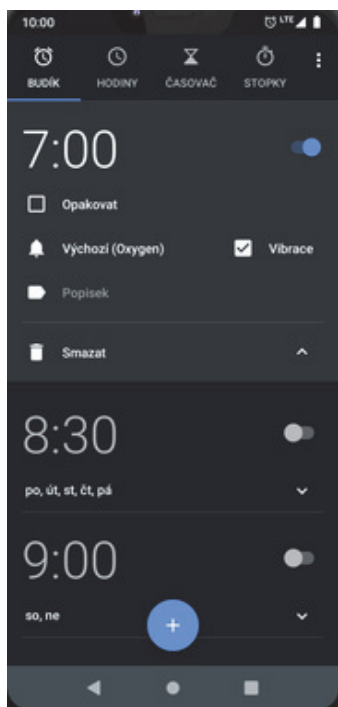 10:00 LTE
BUDÍK HODINY ČASOVAČ STOPKY
7:00
Opakovat
Výchozí (Oxygen) Vibrace
Popisek
Smazat
8:30
po, út, st, čt, pá
9:00
so, ne